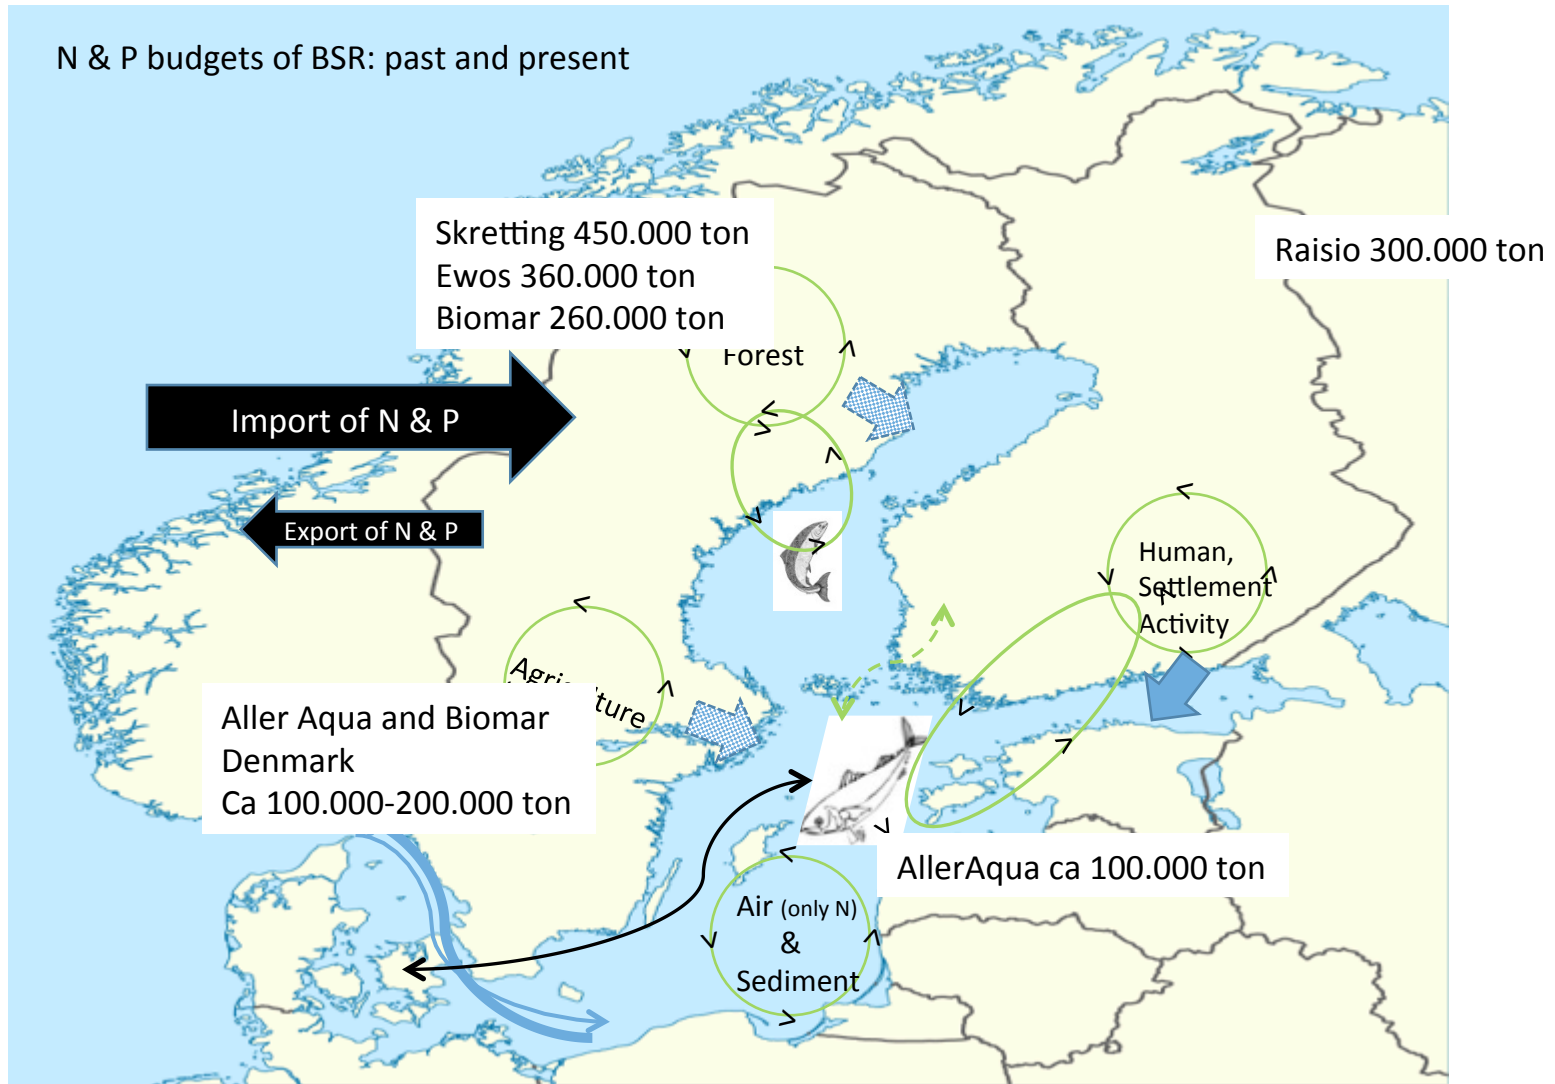 N & P budgets of BSR: past and present
Skretting 450.000 ton
Ewos 360.000 ton
Biomar 260.000 ton
Raisio 300.000 ton
Forest
Import of N & P
Export of N & P
Human,
Settlement
Activity
Aller Aqua and Biomar
Denmark
Ca 100.000-200.000 ton
AllerAqua ca 100.000 ton
Air (only N)
&
Sediment